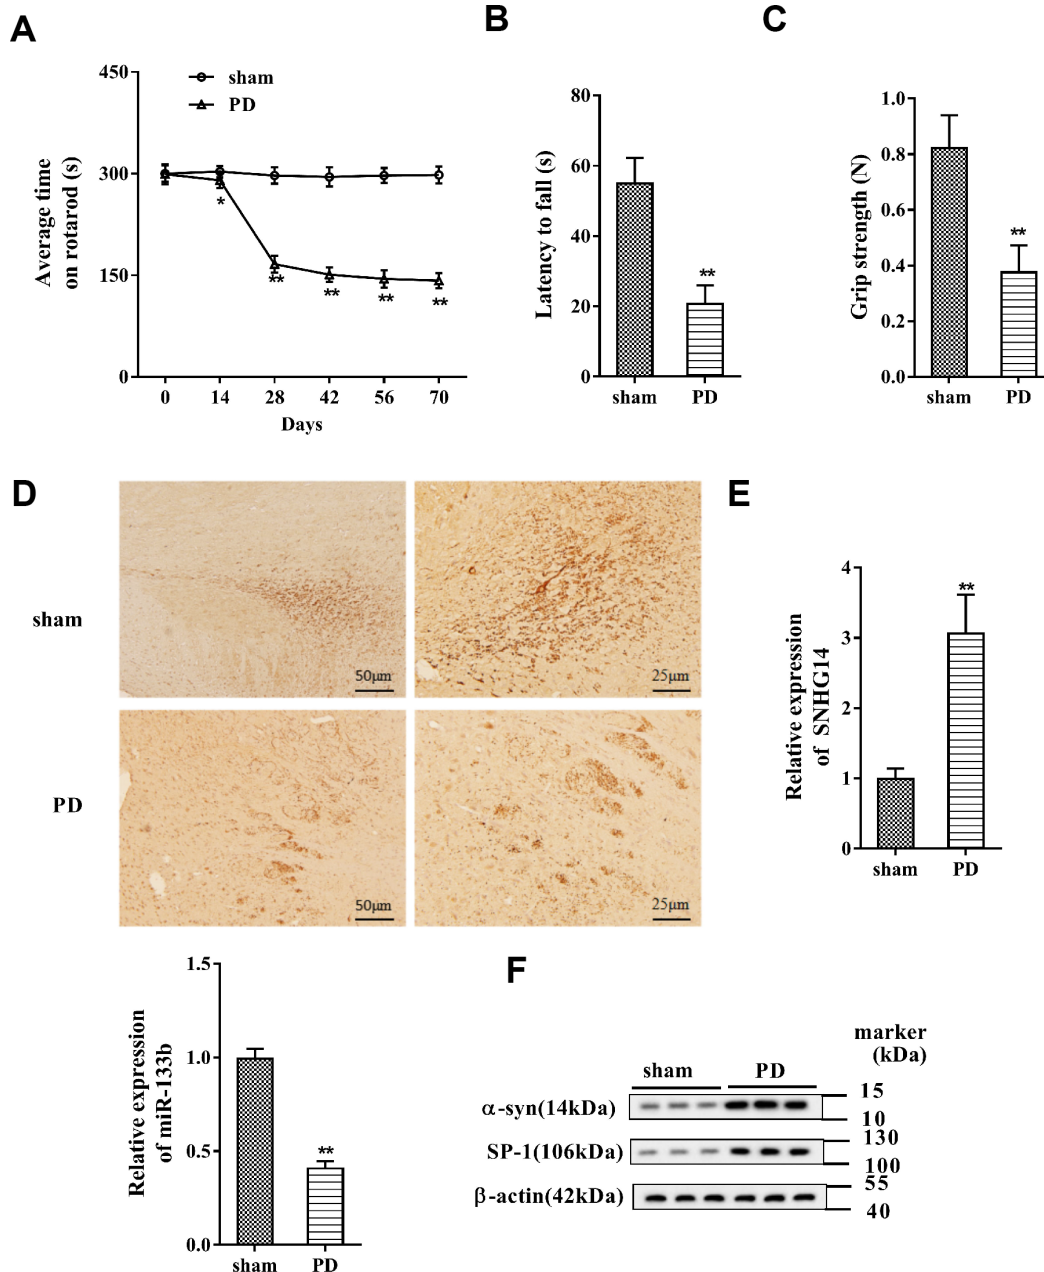 A
450
300
150
0
Average time
on rotarod (s)
sham
PD
*
**
**
**
**
0 14 28 42 56 70
Days
B
80
60
40
20
0
Latency to fall (s)
**
sham PD
C
1.0
0.8
0.6
0.4
0.2
0.0
Grip strength (N)
**
sham PD
D
sham
50μm
25μm
PD
50μm
25μm
E
4
3
2
1
0
Relative expression
of SNHG14
**
sham PD
1.5
1.0
0.5
0.0
Relative expression
of miR-133b
**
sham PD
F
marker
(kDa)
sham PD
α-syn(14kDa)
15
10
SP-1(106kDa)
130
100
β-actin(42kDa)
55
40